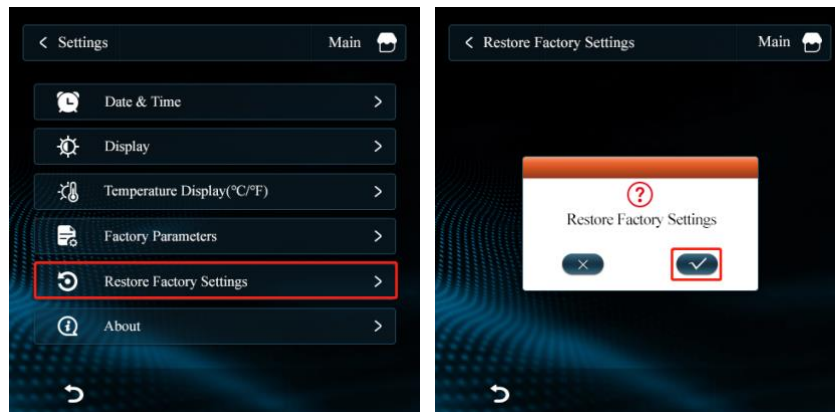 Settings
Main
Date & Time
Display
Temperature Display(°C/°F)
Factory Parameters
Restore Factory Settings
About
Restore Factory Settings
Main
Restore Factory Settings